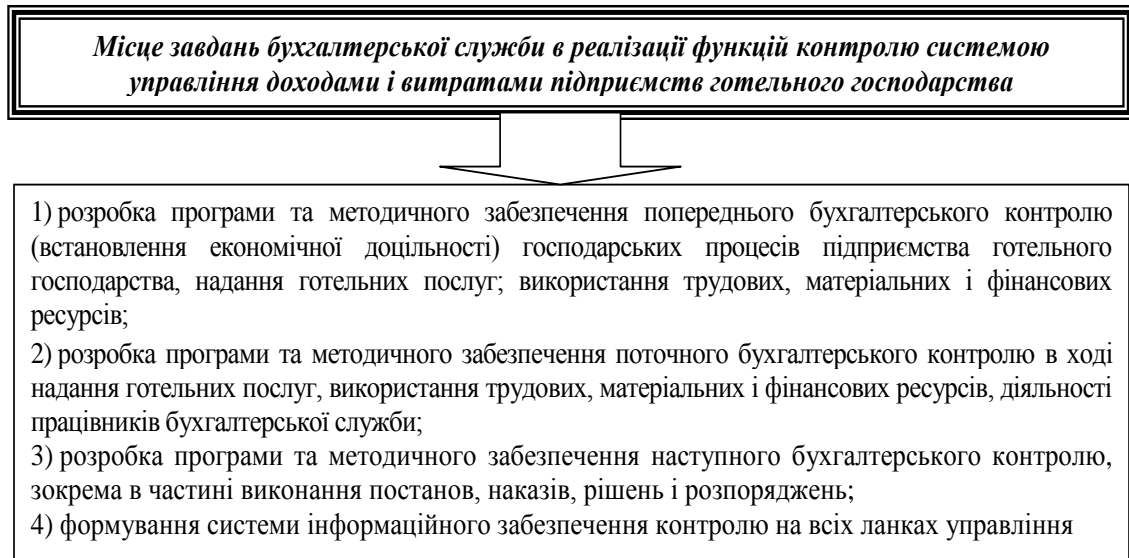 Місце завдань бухгалтерської служби в реалізації функцій контролю системою
управління доходами і витратами підприємств готельного господарства
1) розробка програми та методичного забезпечення попереднього бухгалтерського контролю
(встановлення економічної доцільності) господарських процесів підприємства готельного
господарства, надання готельних послуг; використання трудових, матеріальних і фінансових
ресурсів;
2) розробка програми та методичного забезпечення поточного бухгалтерського контролю в ході
надання готельних послуг, використання трудових, матеріальних і фінансових ресурсів, діяльності
працівників бухгалтерської служби;
3) розробка програми та методичного забезпечення наступного бухгалтерського контролю,
зокрема в частині виконання постанов, наказів, рішень і розпоряджень;
4) формування системи інформаційного забезпечення контролю на всіх ланках управління